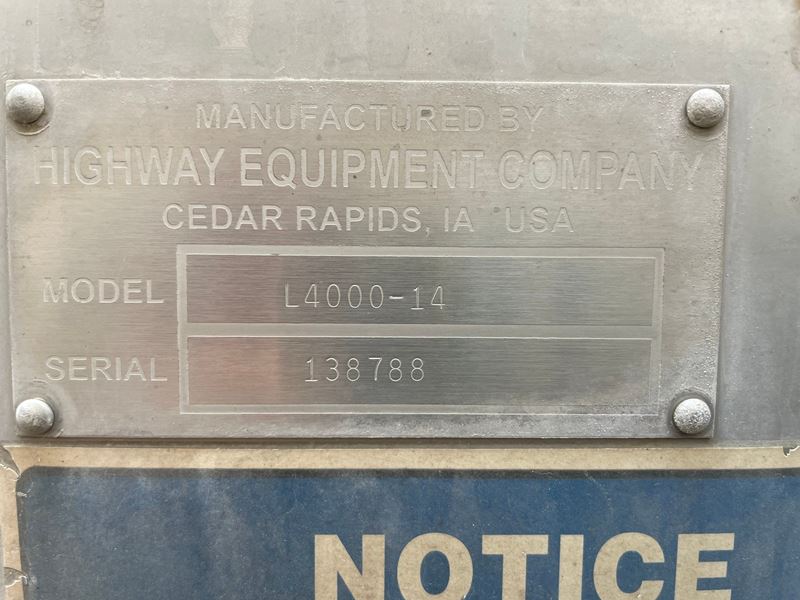 MANUFACTURED BY
HIGHWAY EQUIPMENT COMPANY
CEDAR RAPIDS, IA USA
MODEL L4000-14
SERIAL 138788
NOTICE